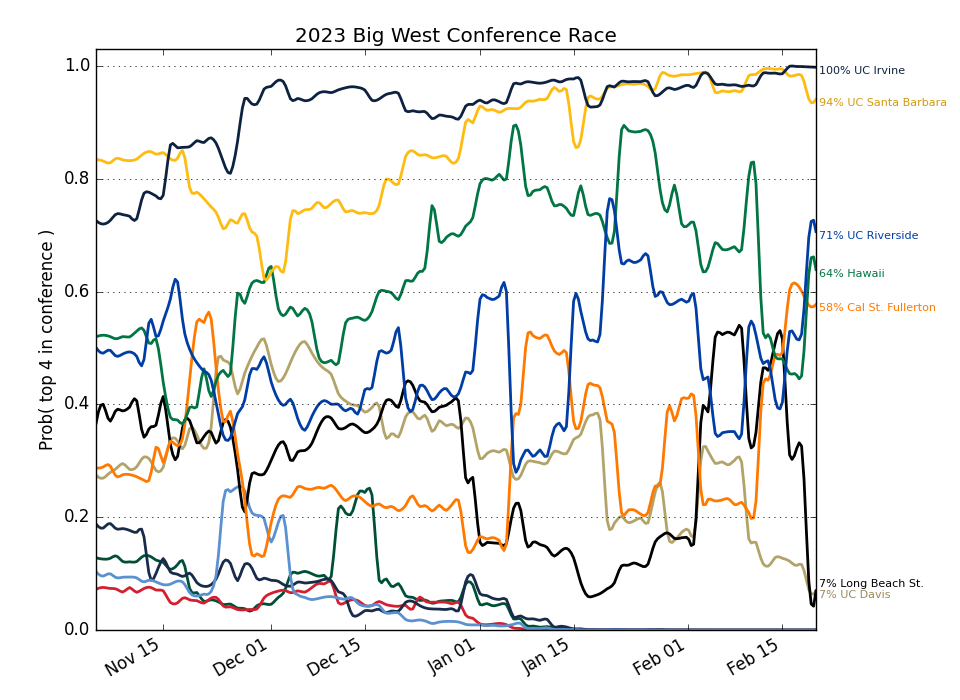 2023 Big West Conference Race
Prob( top 4 in conference )
1.0
0.8
0.6
0.4
0.2
0.0
Nov 15
Dec 01
Dec 15
Jan 01
Jan 15
Feb 01
Feb 15
100% UC Irvine
94% UC Santa Barbara
71% UC Riverside
64% Hawaii
58% Cal St. Fullerton
7% Long Beach St.
7% UC Davis